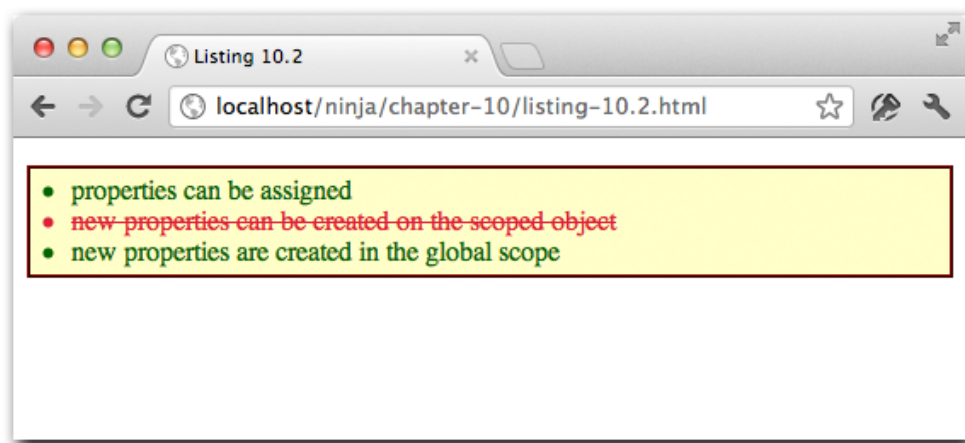 Listing 10.2
localhost/ninja/chapter-10/listing-10.2.html
properties can be assigned
new properties can be created on the scoped object
new properties are created in the global scope